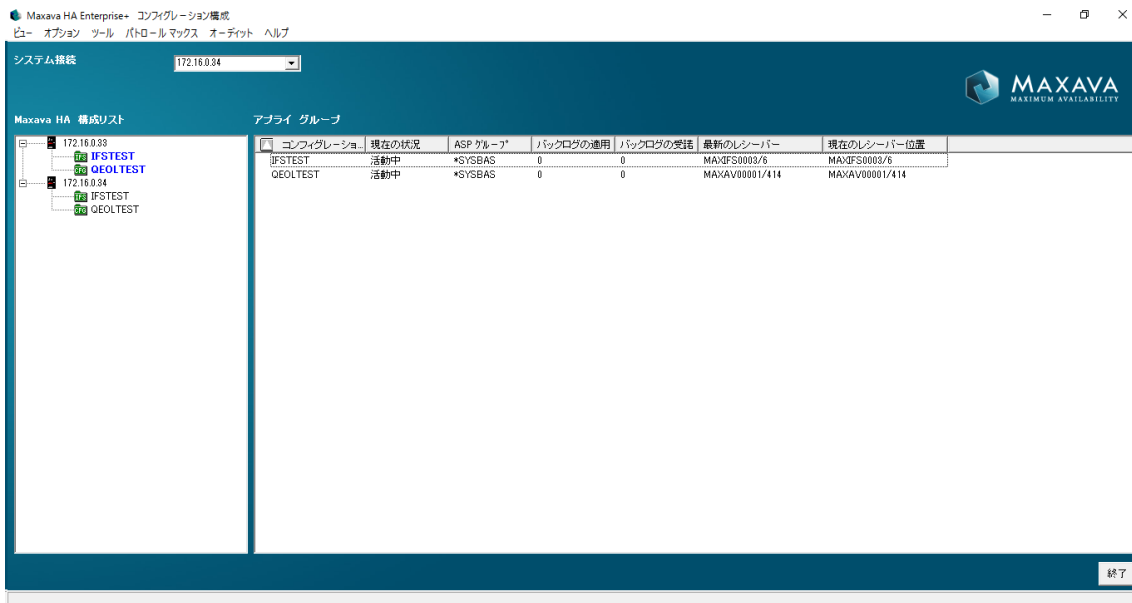 Maxava HA Enterprise+ コンフィグレーション構成
ビュー オプション ツール パトロールマックス オーディット ヘルプ
システム接続 172.16.0.34
MAXAVA
MAXIMUM AVAILABILITY
Maxava HA 構成リスト
アプライ グループ
172.16.0.33
IFS IFSTEST
CFG QEOLTEST
172.16.0.34
IFS IFSTEST
CFG QEOLTEST
コンフィグレーショ... 現在の状況 ASP グループ バックログの適用 バックログの受諾 最新のレシーバー 現在のレシーバー位置
IFSTEST 活動中 *SYSBAS 0 0 MAXIFS0003/6 MAXIFS0003/6
QEOLTEST 活動中 *SYSBAS 0 0 MAXAV00001/414 MAXAV00001/414
終了